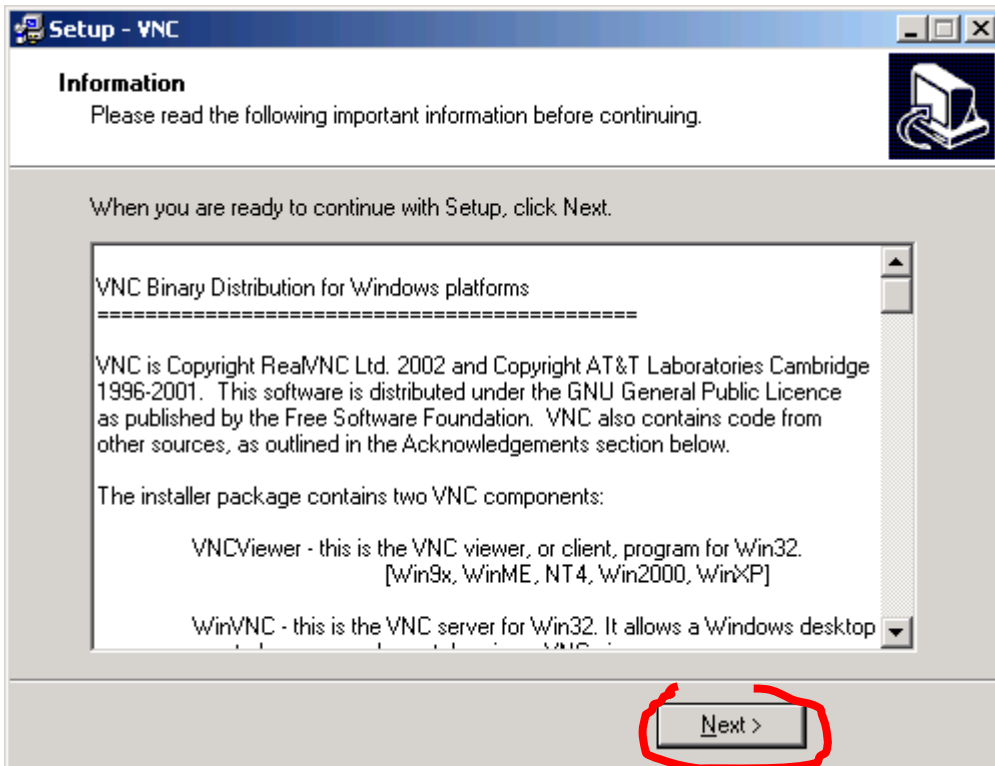 Setup - VNC
Information
Please read the following important information before continuing.
When you are ready to continue with Setup, click Next.
VNC Binary Distribution for Windows platforms
=============================================
VNC is Copyright RealVNC Ltd. 2002 and Copyright AT&T Laboratories Cambridge
1996-2001.  This software is distributed under the GNU General Public Licence
as published by the Free Software Foundation.  VNC also contains code from
other sources, as outlined in the Acknowledgements section below.
The installer package contains two VNC components:
VNCViewer - this is the VNC viewer, or client, program for Win32.
[Win9x, WinME, NT4, Win2000, WinXP]
WinVNC - this is the VNC server for Win32. It allows a Windows desktop
Next >